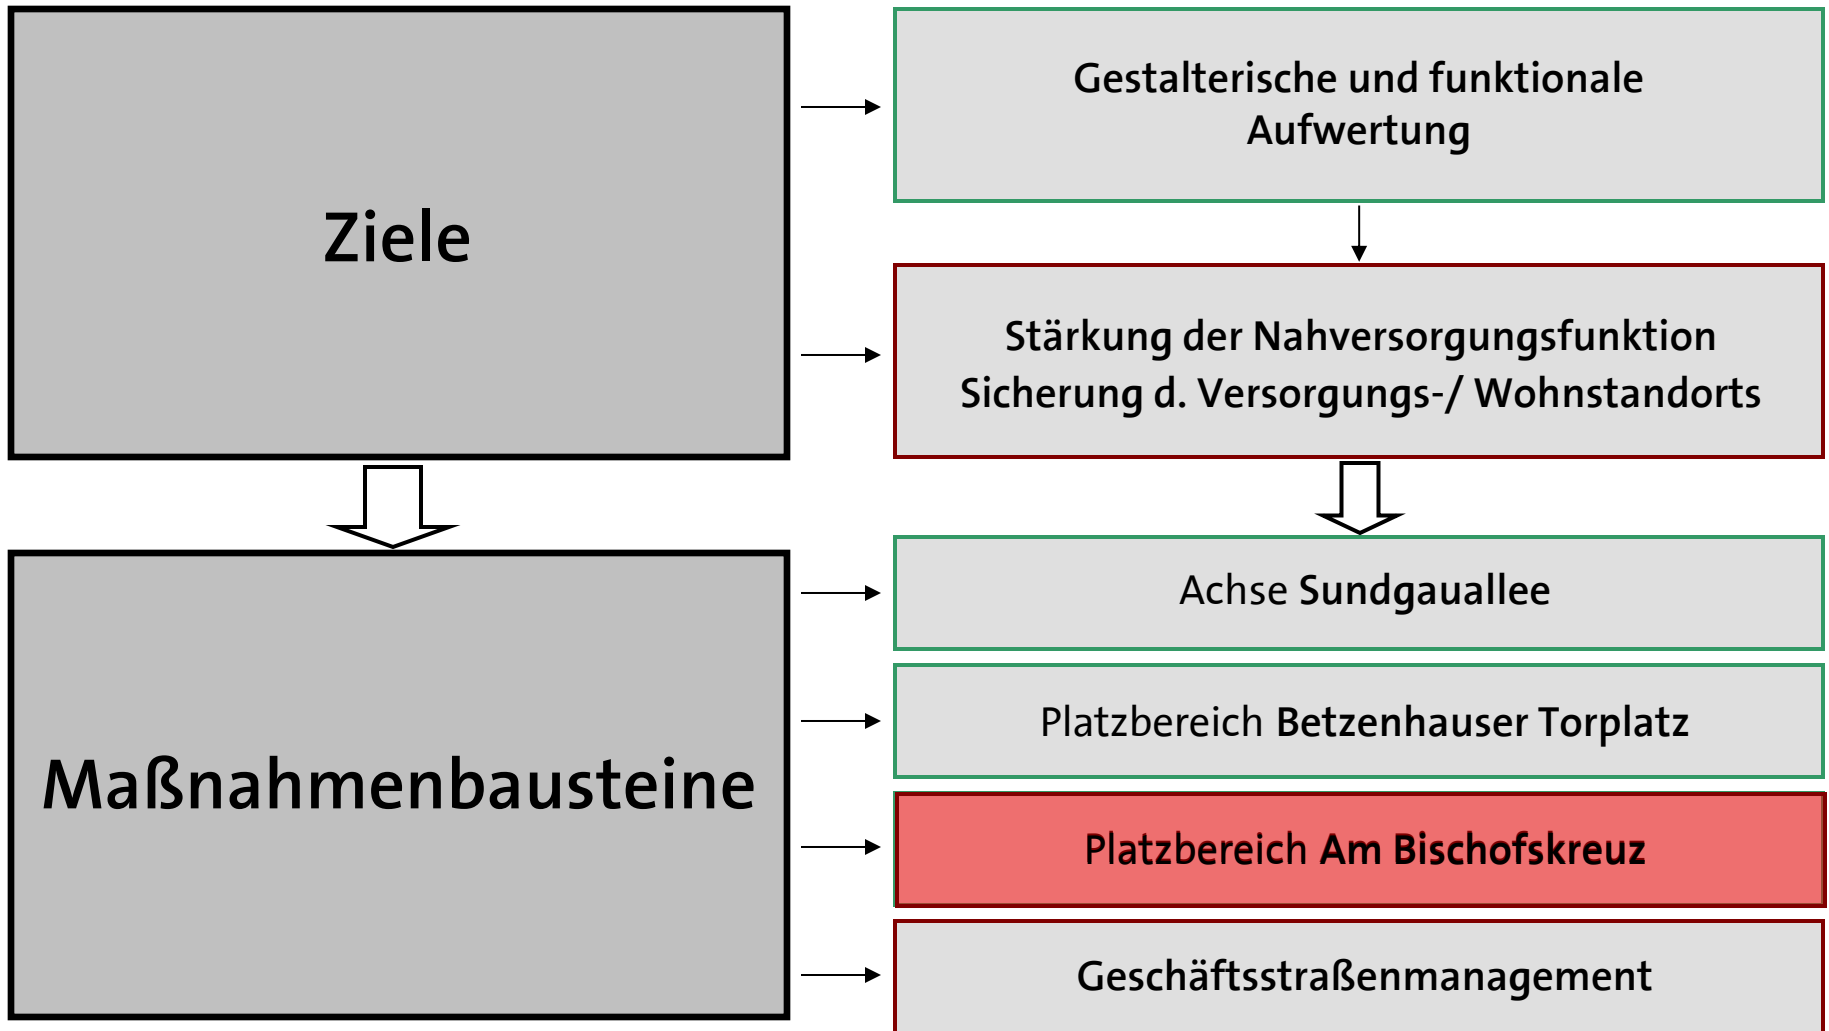 Ziele
Gestalterische und funktionale
Aufwertung
Stärkung der Nahversorgungsfunktion
Sicherung d. Versorgungs-/ Wohnstandorts
Maßnahmenbausteine
Achse Sundgauallee
Platzbereich Betzenhauser Torplatz
Platzbereich Am Bischofskreuz
Geschäftsstraßenmanagement